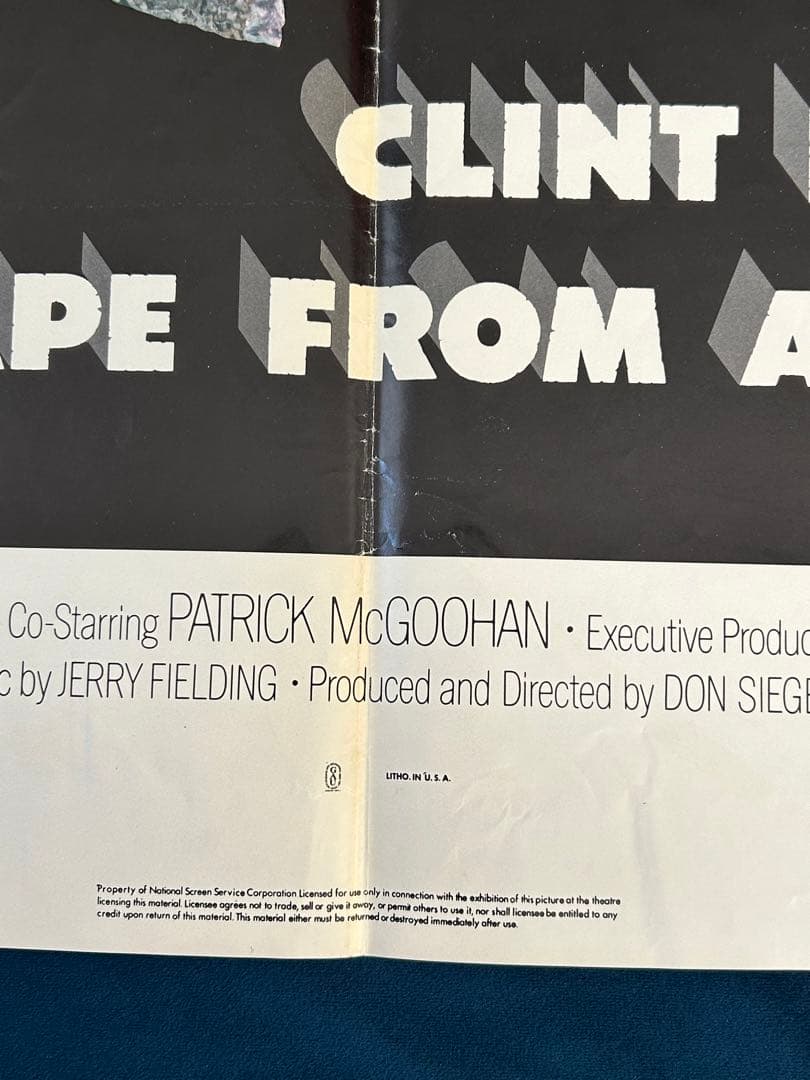 CLINT
PE FROM A
Co-Starring PATRICK McGOOHAN · Executive Produc
c by JERRY FIELDING · Produced and Directed by DON SIEGE
LITHO. IN U. S. A.
Property of National Screen Service Corporation Licensed for use only in connection with the exhibition of this picture at the theatre
licensing this material. Licensee agrees not to trade, sell or give it away, or permit others to use it, nor shall licensee be entitled to any
credit upon return of this material. This material either must be returned or destroyed immediately after use.